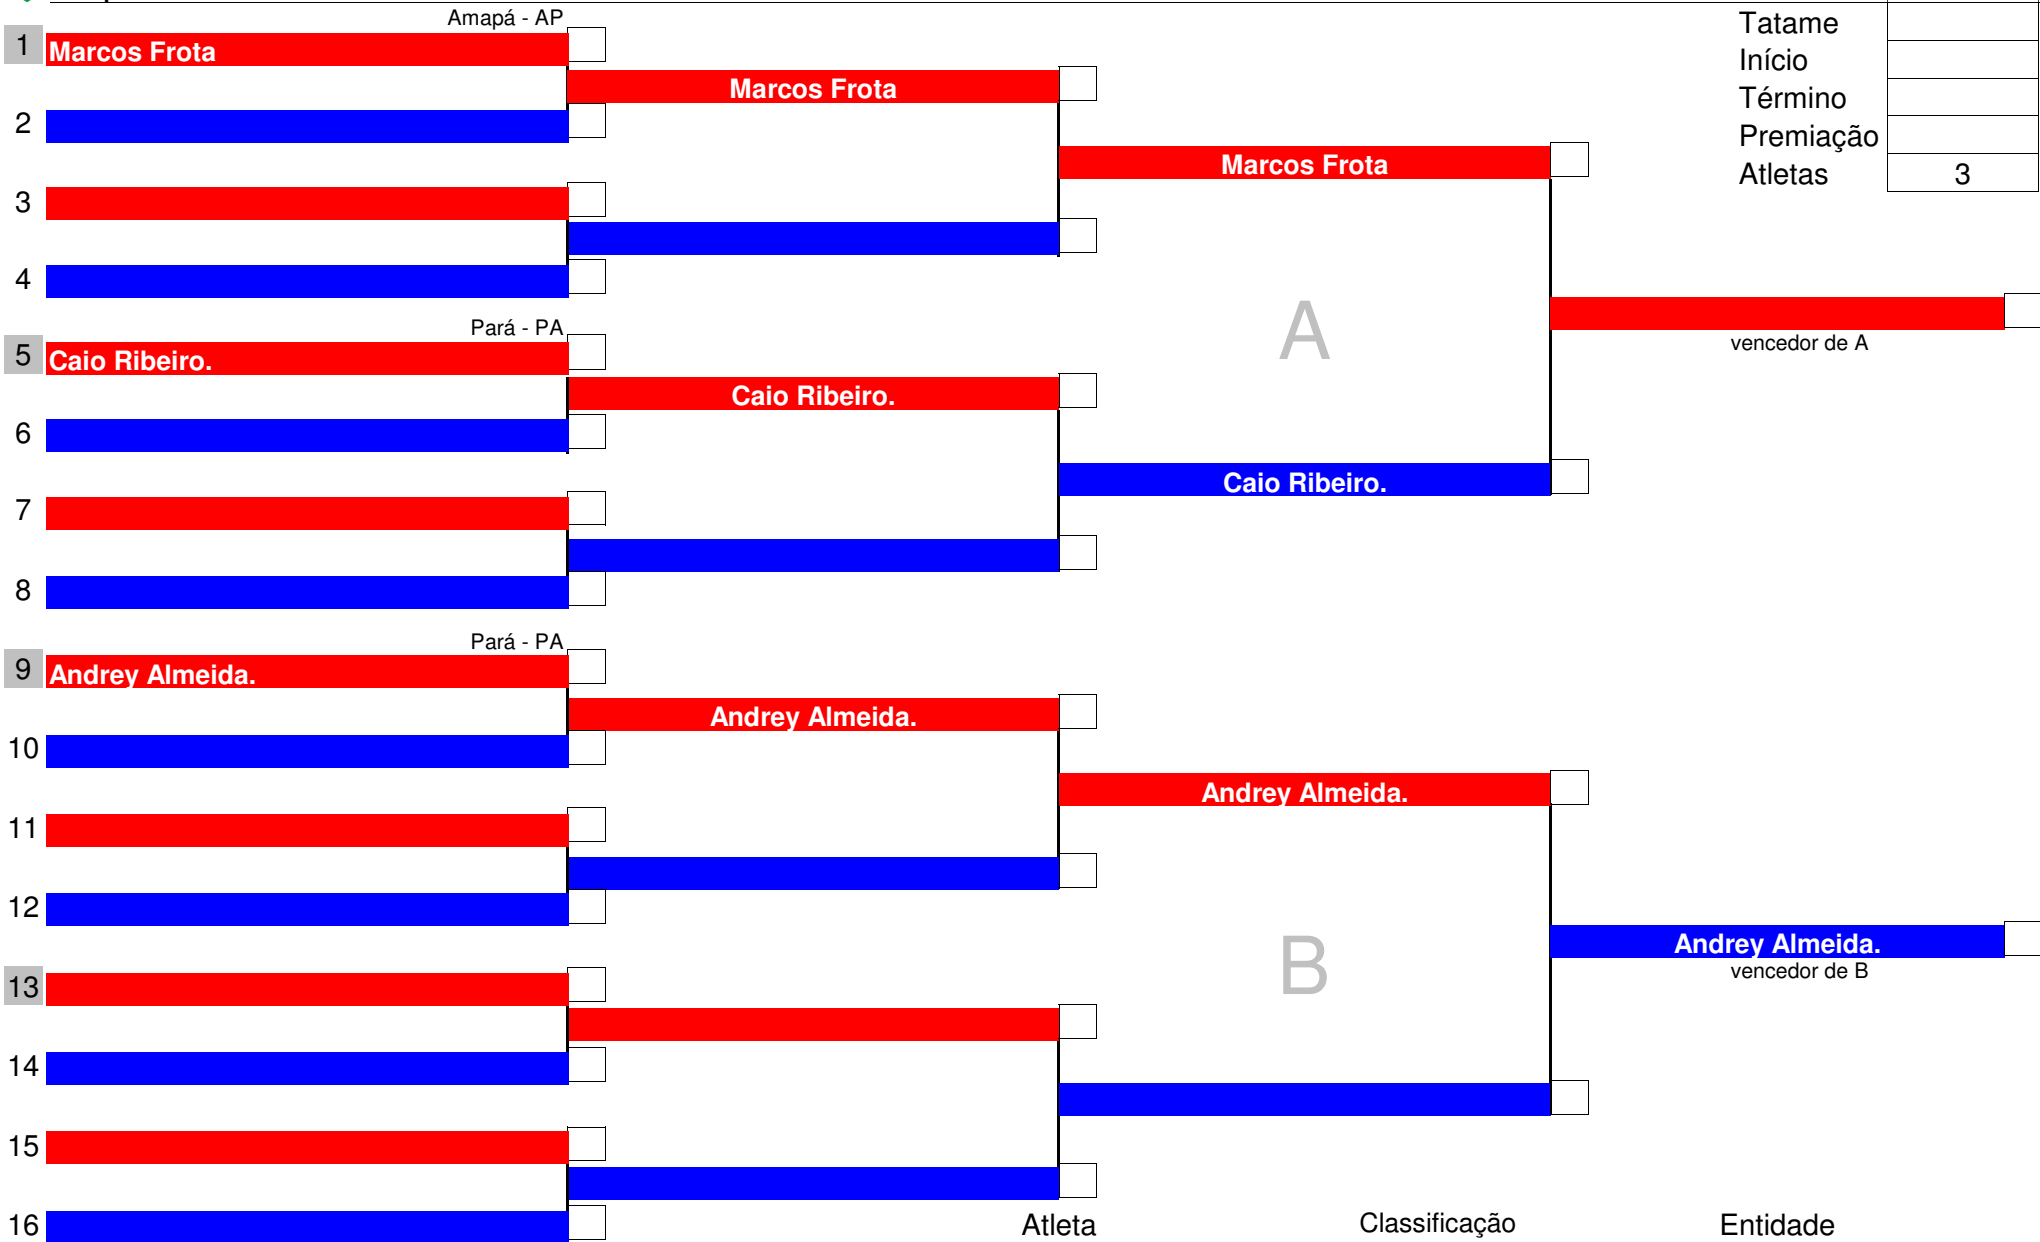 Amapá - AP
1 Marcos Frota
Marcos Frota
2
Marcos Frota
3
4
Pará - PA
5 Caio Ribeiro.
Caio Ribeiro.
6
Caio Ribeiro.
7
8
A
vencedor de A
Pará - PA
9 Andrey Almeida.
Andrey Almeida.
10
Andrey Almeida.
11
12
B
Andrey Almeida.
vencedor de B
13
14
15
16
Tatame
Início
Término
Premiação
Atletas 3
Atleta Classificação Entidade